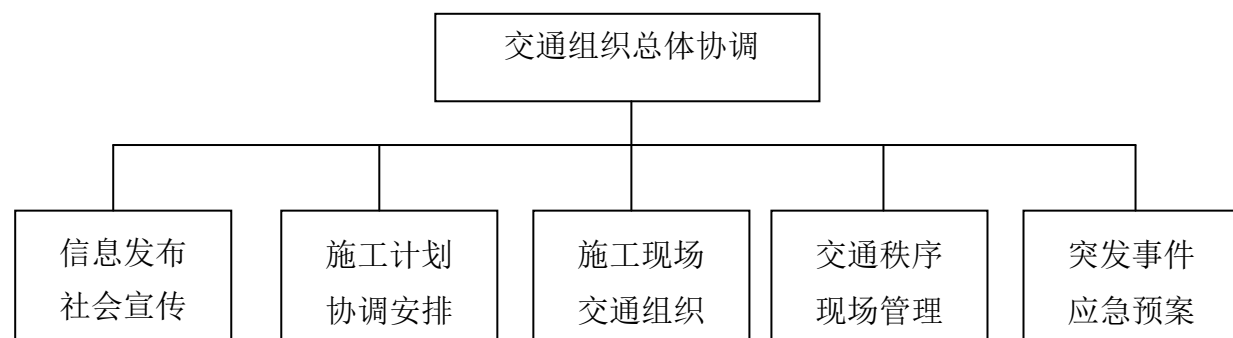 交通组织总体协调
信息发布
社会宣传
施工计划
协调安排
施工现场
交通组织
交通秩序
现场管理
突发事件
应急预案